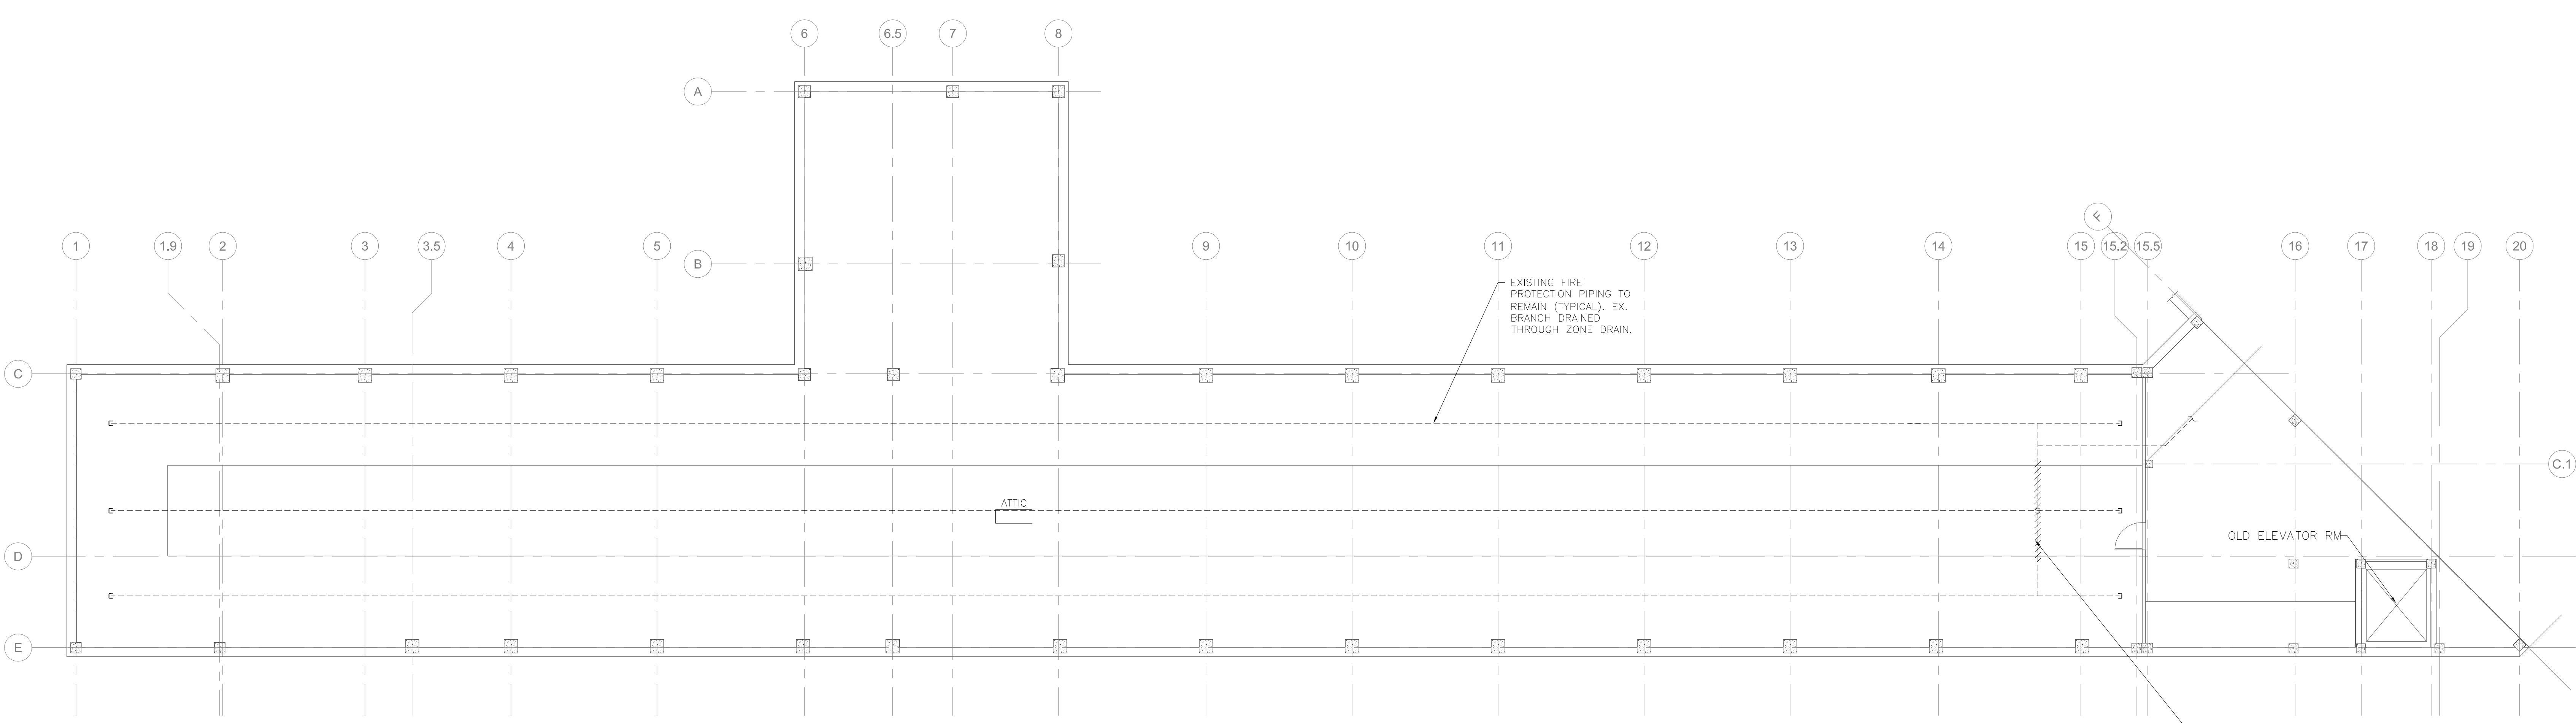 6
6.5
7
8
A
B
F
1
1.9
2
3
3.5
4
5
9
10
11
12
13
14
15
15.2
15.5
16
17
18
19
20
EXISTING FIRE
PROTECTION PIPING TO
REMAIN (TYPICAL). EX.
BRANCH DRAINED
THROUGH ZONE DRAIN.
C
C.1
ATTIC
OLD ELEVATOR RM
D
E